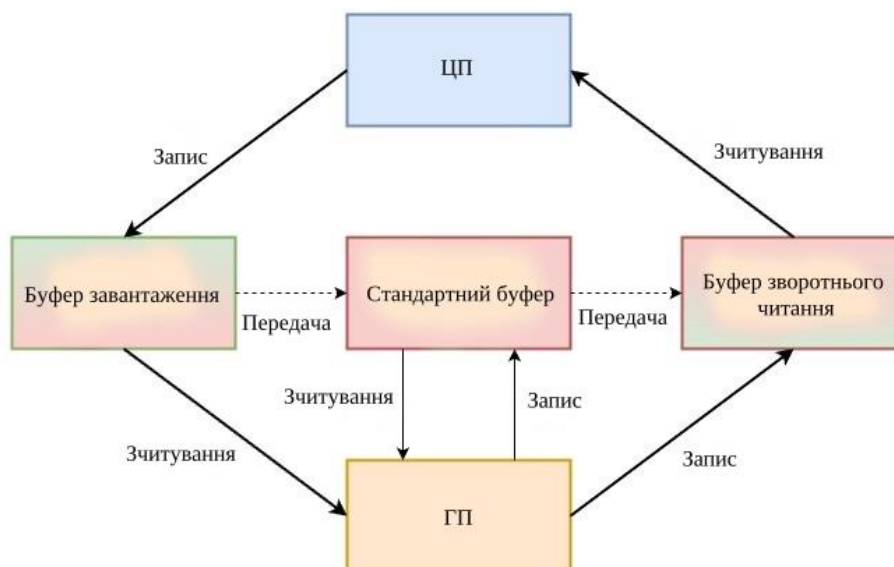 ЦП
Запис
Зчитування
Буфер завантаження
Передача
Стандартний буфер
Передача
Буфер зворотнього
читання
Зчитування
Зчитування
Запис
Запис
ГП